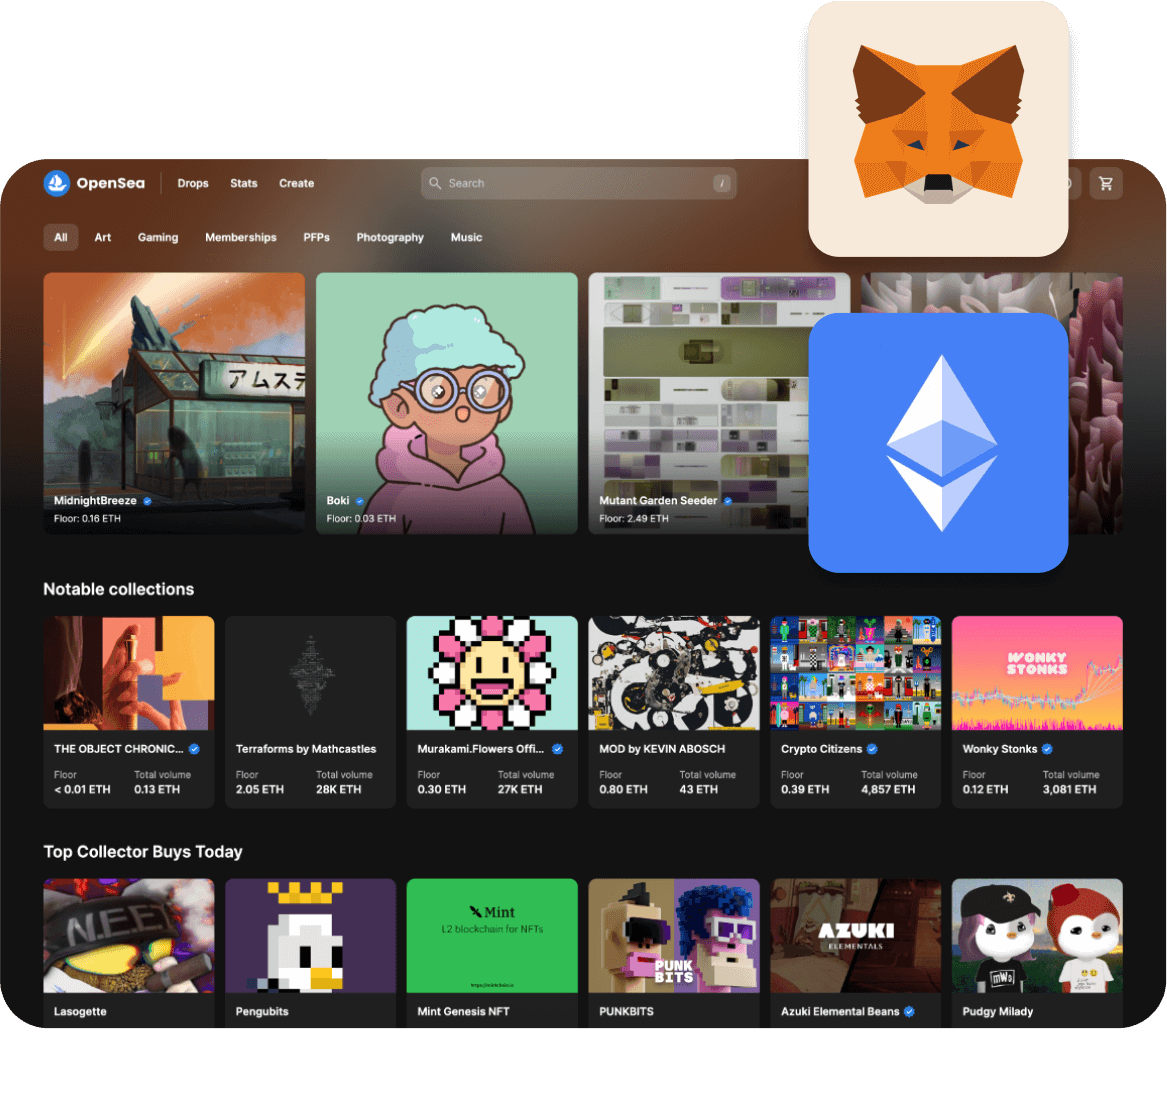 OpenSea
Drops
Stats
Create
Search
/
All
Art
Gaming
Memberships
PFPs
Photography
Music
アムステ
MidnightBreeze
Floor: 0.16 ETH
Boki
Floor: 0.03 ETH
Mutant Garden Seeder
Floor: 2.49 ETH
Notable collections
WONKY
STONKS
THE OBJECT CHRONIC...
Floor
Total volume
< 0.01 ETH
0.13 ETH
Terraforms by Mathcastles
Floor
Total volume
2.05 ETH
28K ETH
Murakami.Flowers Offi...
Floor
Total volume
0.30 ETH
27K ETH
MOD by KEVIN ABOSCH
Floor
Total volume
0.80 ETH
43 ETH
Crypto Citizens
Floor
Total volume
0.39 ETH
4,857 ETH
Wonky Stonks
Floor
Total volume
0.12 ETH
3,081 ETH
Top Collector Buys Today
Lasogette
Pengubits
Mint
L2 blockchain for NFTs
Mint Genesis NFT
PUNK
BITS
PUNKBITS
AZUKI
ELEMENTALS
Azuki Elemental Beans
Pudgy Milady